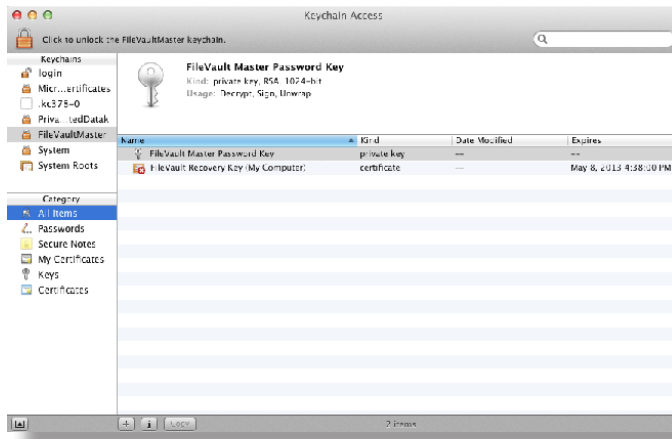 Keychain Access
Click to unlock the FileVaultMaster keychain.
Keychains
login
Micr...ertificates
.kc378-0
Priva...tedDatak
FileVaultMaster
System
System Roots
Category
All Items
Passwords
Secure Notes
My Certificates
Keys
Certificates
FileVault Master Password Key
Kind: private key, RSA, 1024-bit
Usage: Decrypt, Sign, Unwrap
Name Kind Date Modified Expires
FileVault Master Password Key private key -- --
FileVault Recovery Key (My Computer) certificate -- May 8, 2013 4:38:00 PM
+ i Copy 2 items